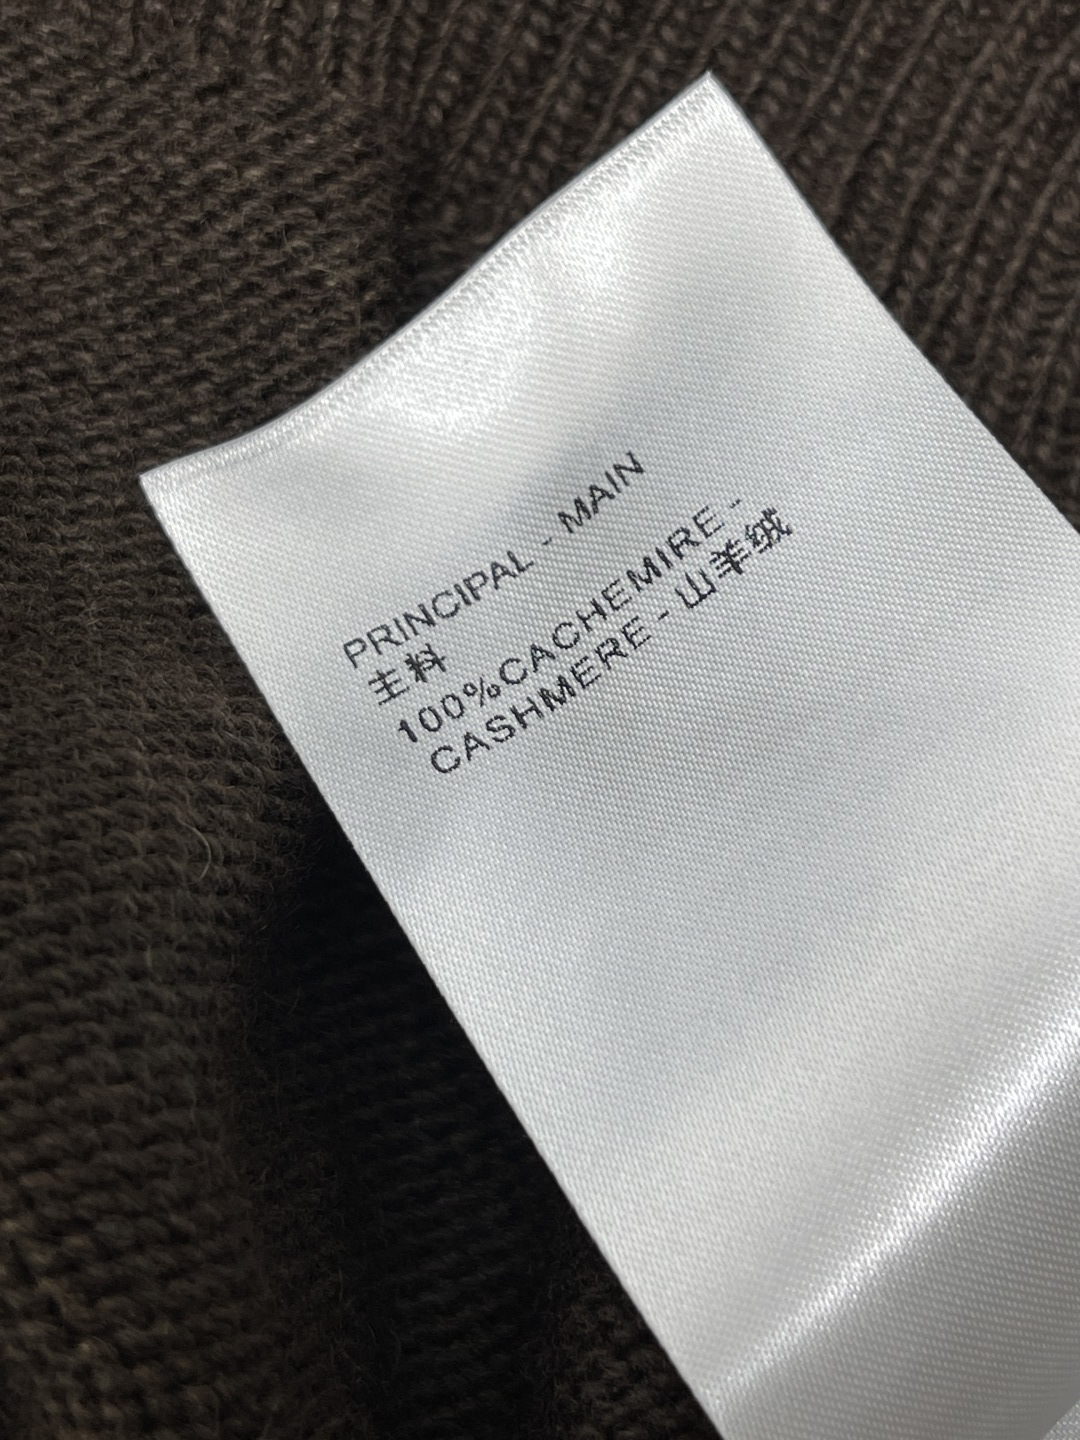 PRINCIPAL - MAIN
主料
100%CACHEMIRE -
CASHMERE - 山羊绒